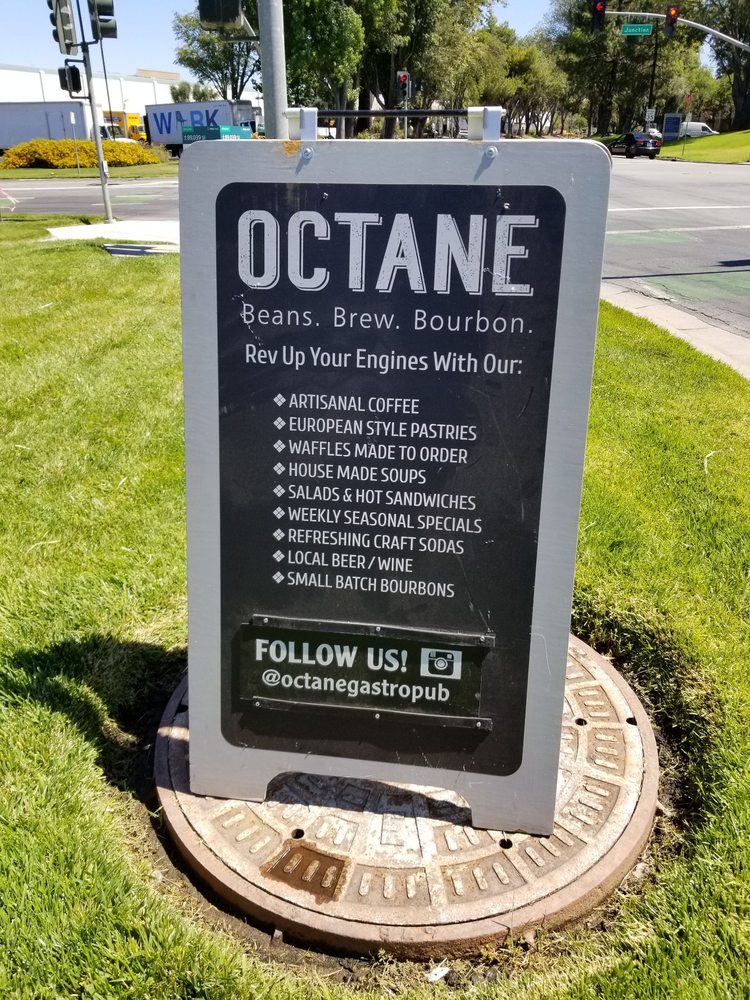 Junction
OCTANE
Beans. Brew. Bourbon.
Rev Up Your Engines With Our:
❖ ARTISANAL COFFEE
❖ EUROPEAN STYLE PASTRIES
❖ WAFFLES MADE TO ORDER
❖ HOUSE MADE SOUPS
❖ SALADS & HOT SANDWICHES
❖ WEEKLY SEASONAL SPECIALS
❖ REFRESHING CRAFT SODAS
❖ LOCAL BEER / WINE
❖ SMALL BATCH BOURBONS
FOLLOW US!
@octanegastropub